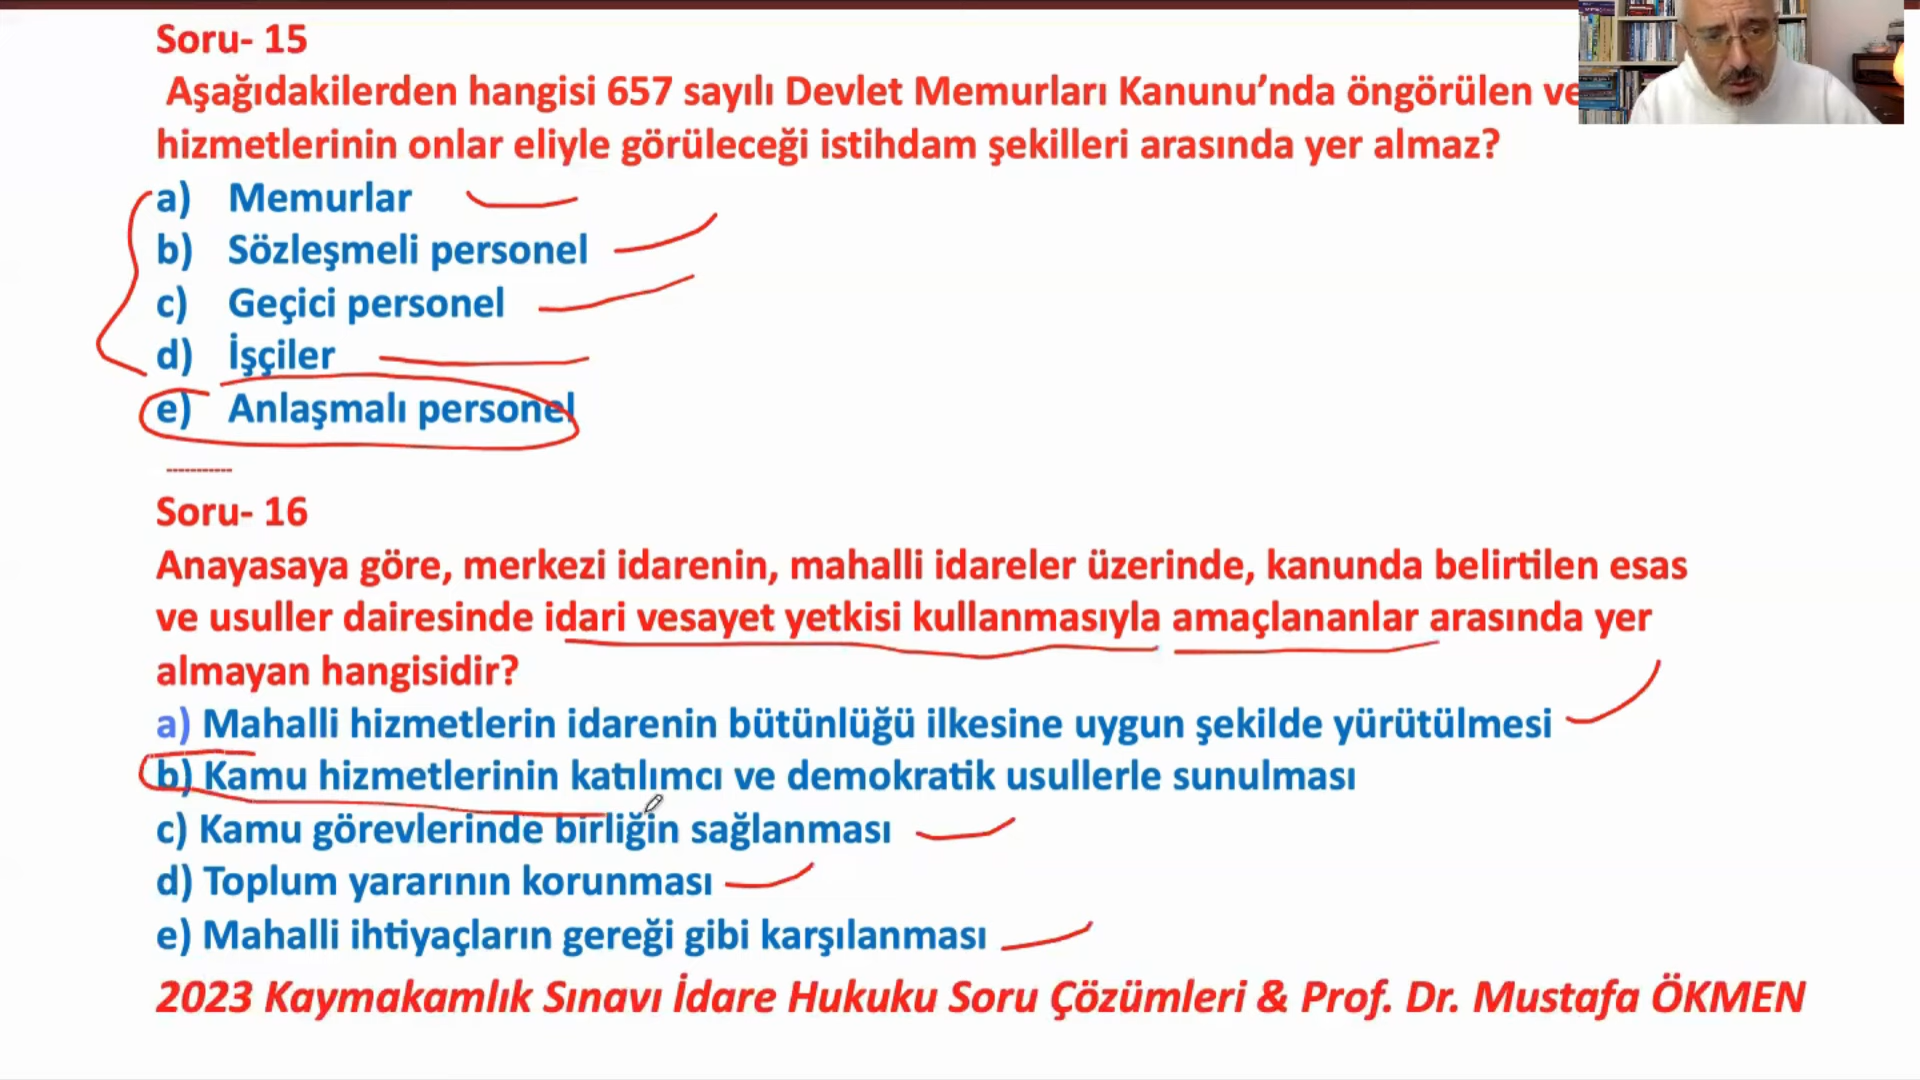 Soru- 15
Aşağıdakilerden hangisi 657 sayılı Devlet Memurları Kanunu’nda öngörülen ve
hizmetlerinin onlar eliyle görüleceği istihdam şekilleri arasında yer almaz?
a) Memurlar
b) Sözleşmeli personel
c) Geçici personel
d) İşçiler
e) Anlaşmalı personel
-----------
Soru- 16
Anayasaya göre, merkezi idarenin, mahalli idareler üzerinde, kanunda belirtilen esas
ve usuller dairesinde idari vesayet yetkisi kullanmasıyla amaçlananlar arasında yer
almayan hangisidir?
a) Mahalli hizmetlerin idarenin bütünlüğü ilkesine uygun şekilde yürütülmesi
b) Kamu hizmetlerinin katılımcı ve demokratik usullerle sunulması
c) Kamu görevlerinde birliğin sağlanması
d) Toplum yararının korunması
e) Mahalli ihtiyaçların gereği gibi karşılanması
2023 Kaymakamlık Sınavı İdare Hukuku Soru Çözümleri & Prof. Dr. Mustafa ÖKMEN